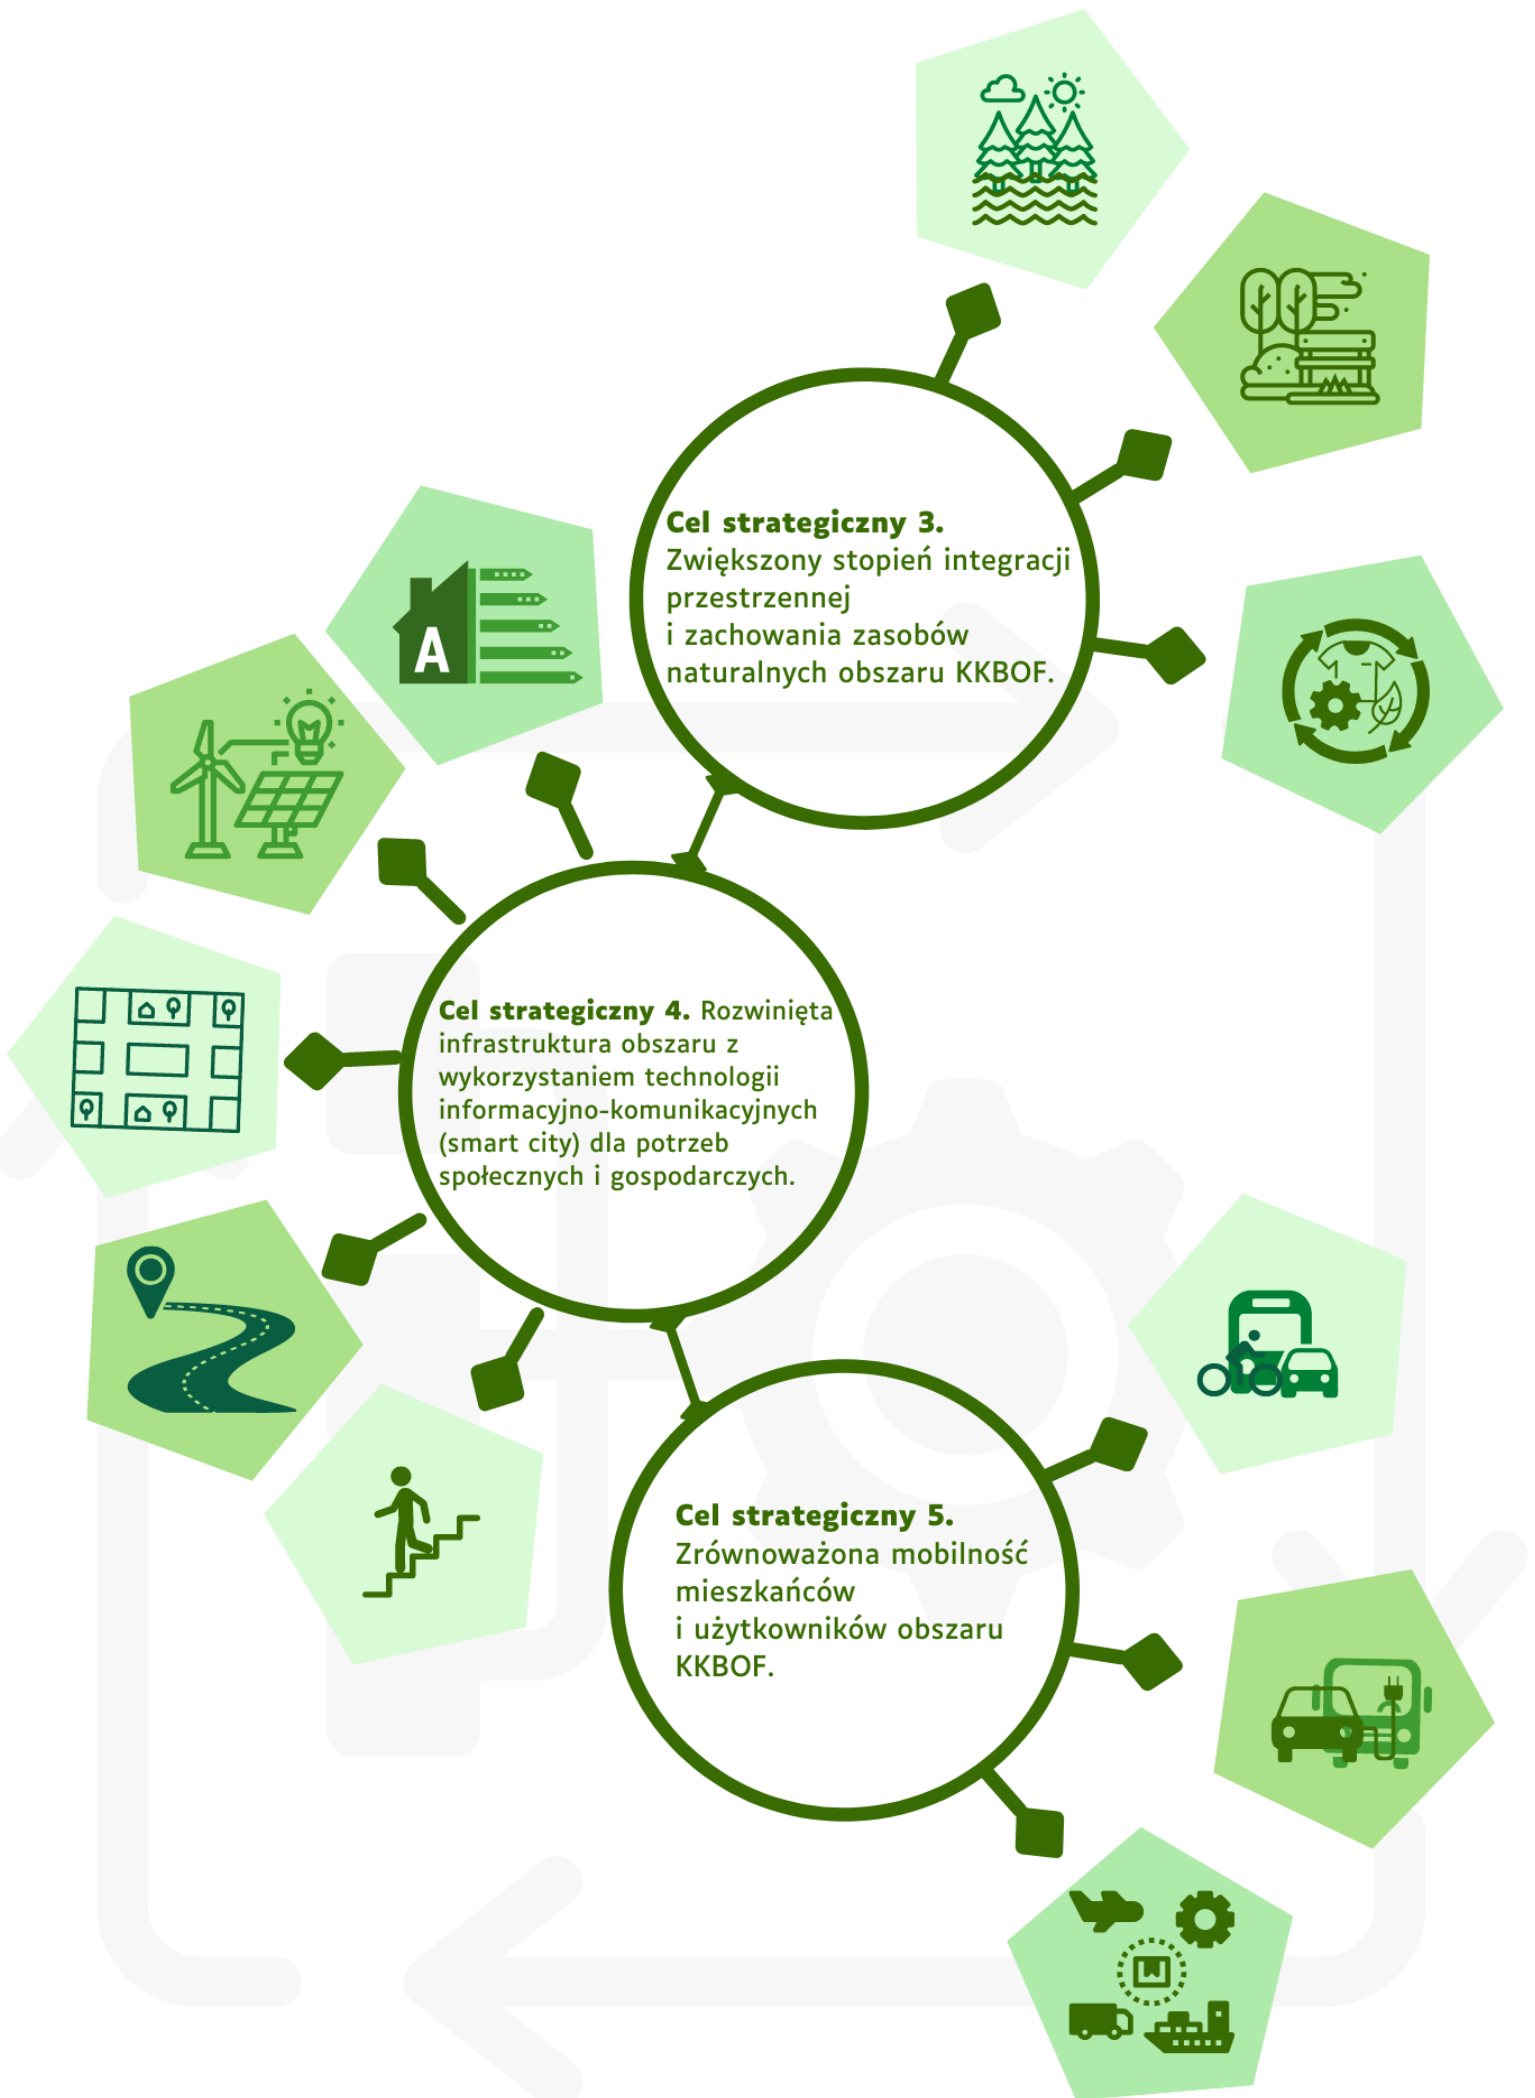 Cel strategiczny 3.
Zwiększony stopień integracji
przestrzennej
i zachowania zasobów
naturalnych obszaru KKBOF.
A
Cel strategiczny 4. Rozwinięta
infrastruktura obszaru z
wykorzystaniem technologii
informacyjno-komunikacyjnych
(smart city) dla potrzeb
społecznych i gospodarczych.
Cel strategiczny 5.
Zrównoważona mobilność
mieszkańców
i użytkowników obszaru
KKBOF.